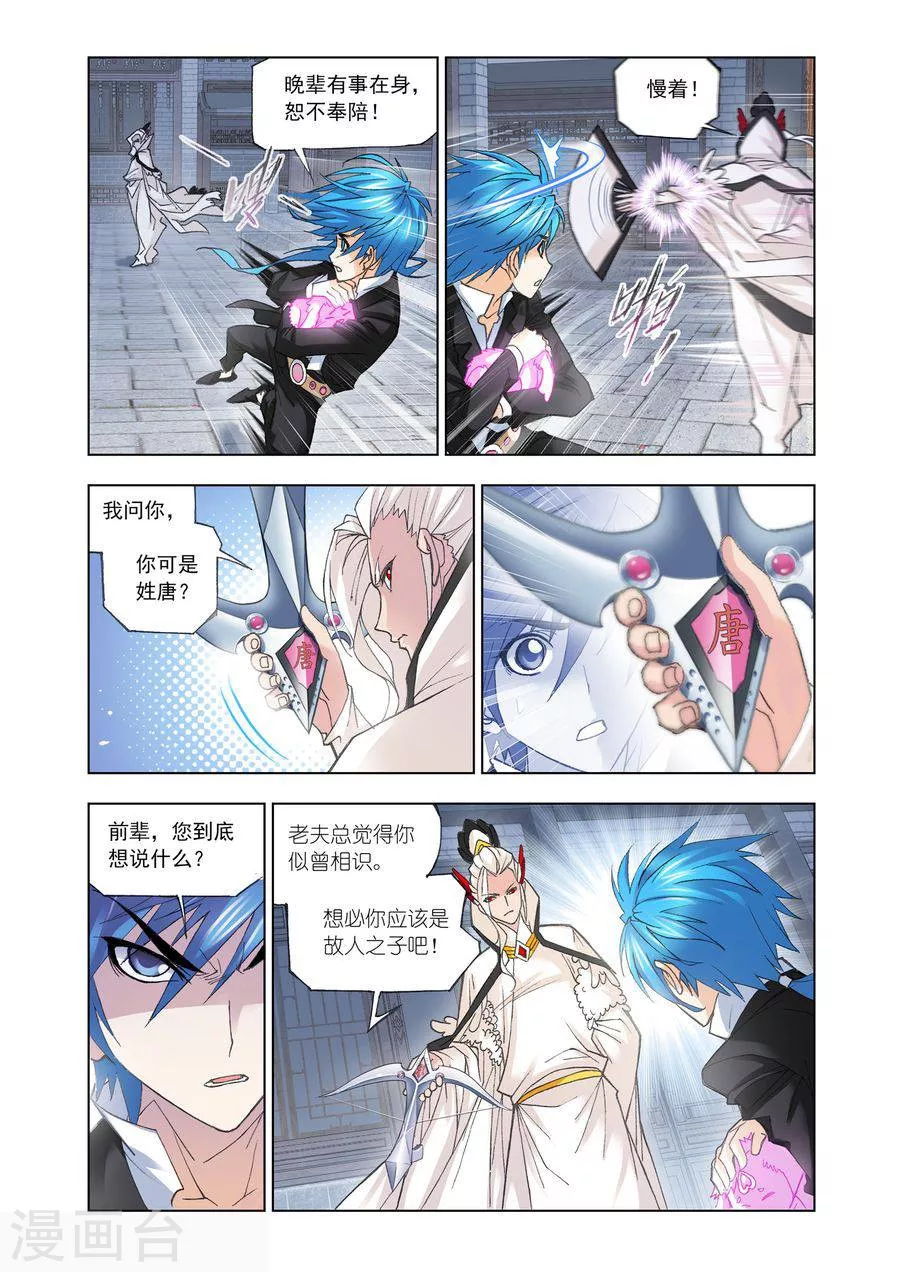 晚辈有事在身，
恕不奉陪！
嗖
慢着！
我问你，
你可是
姓唐？
唐
唐
前辈，您到底
想说什么？
老夫总觉得你
似曾相识。
想必你应该是
故人之子吧！
漫画台